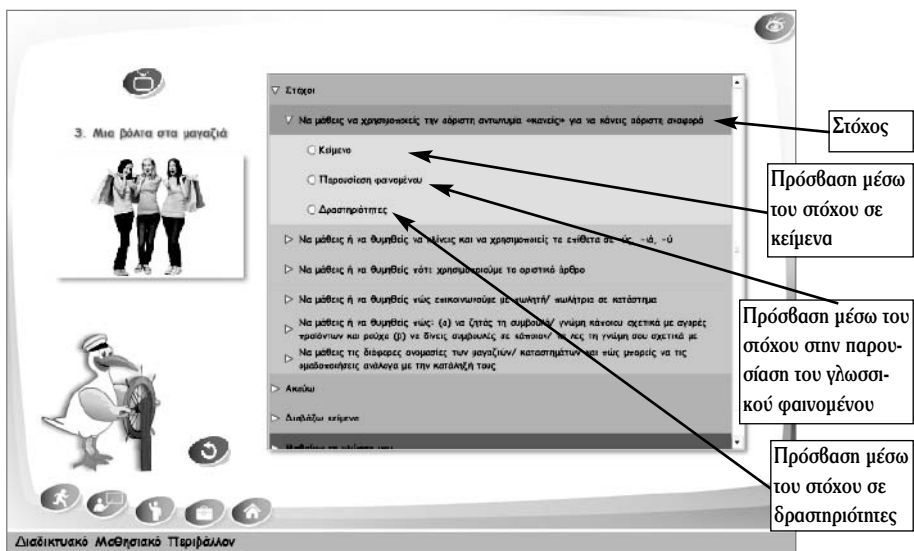 3. Μια βόλτα στα μαγαζιά
Στόχοι
Να μάθεις να χρησιμοποιείς την αόριστη αντωνυμία «κανείς» για να κάνεις αόριστη αναφορά
Κείμενο
Παρουσίαση φαινομένου
Δραστηριότητες
Να μάθεις ή να θυμηθείς να κλίνεις και να χρησιμοποιείς τα επίθετα σε -ύς, -ιά, -ύ
Να μάθεις ή να θυμηθείς πότε χρησιμοποιούμε το οριστικό άρθρο
Να μάθεις ή να θυμηθείς πώς επικοινωνούμε με πωλητή/ πωλήτρια σε κατάστημα
Να μάθεις ή να θυμηθείς πώς: (α) να ζητάς τη συμβουλή/ γνώμη κάποιου σχετικά με αγορές
προϊόντων και ρούχα (β) να δίνεις συμβουλές σε κάποιον/ να λες τη γνώμη σου σχετικά με
Να μάθεις τις διάφορες ονομασίες των μαγαζιών/ καταστημάτων και πώς μπορείς να τις
ομαδοποιήσεις ανάλογα με την κατάληξή τους
Ακούω
Διαβάζω κείμενα
Στόχος
Πρόσβαση μέσω
του στόχου σε
κείμενα
Πρόσβαση μέσω του
στόχου στην παρου-
σίαση του γλωσσι-
κού φαινομένου
Πρόσβαση μέσω
του στόχου σε
δραστηριότητες
Διαδικτυακό Μαθησιακό Περιβάλλον